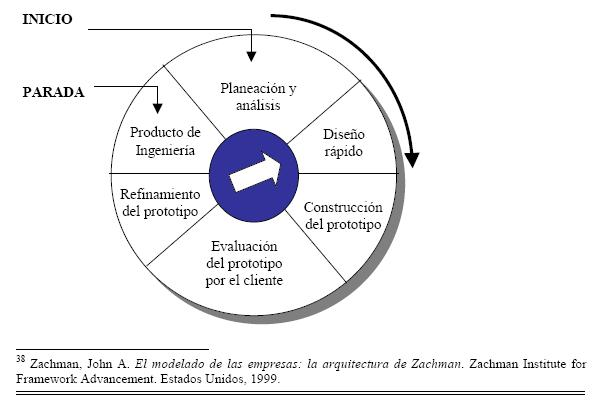 INICIO
PARADA
Planeación y
análisis
Diseño
rápido
Construcción
del prototipo
Evaluación
del prototipo
por el cliente
Refinamiento
del prototipo
Producto de
Ingeniería
38 Zachman, John A. El modelado de las empresas: la arquitectura de Zachman. Zachman Institute for
Framework Advancement. Estados Unidos, 1999.